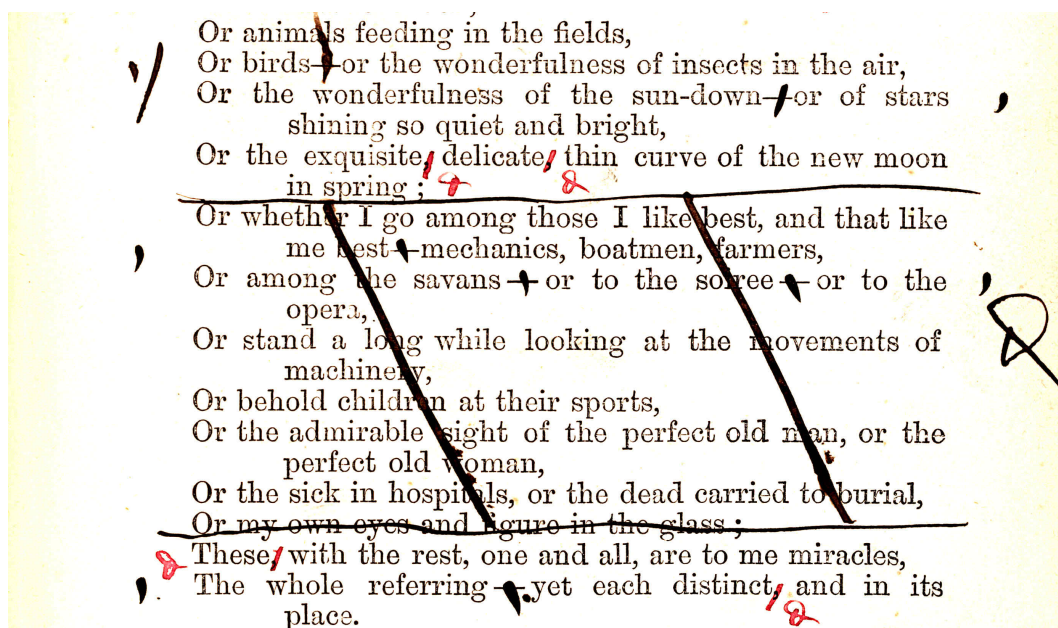 Or animals feeding in the fields,
Or birds—or the wonderfulness of insects in the air,
Or the wonderfulness of the sun-down—or of stars
shining so quiet and bright,
Or the exquisite, delicate, thin curve of the new moon
in spring ;
Or whether I go among those I like best, and that like
me best—mechanics, boatmen, farmers,
Or among the savans—or to the soiree—or to the
opera,
Or stand a long while looking at the movements of
machinery,
Or behold children at their sports,
Or the admirable sight of the perfect old man, or the
perfect old woman,
Or the sick in hospitals, or the dead carried to burial,
Or my own eyes and figure in the glass ;
These, with the rest, one and all, are to me miracles,
The whole referring—yet each distinct, and in its
place.